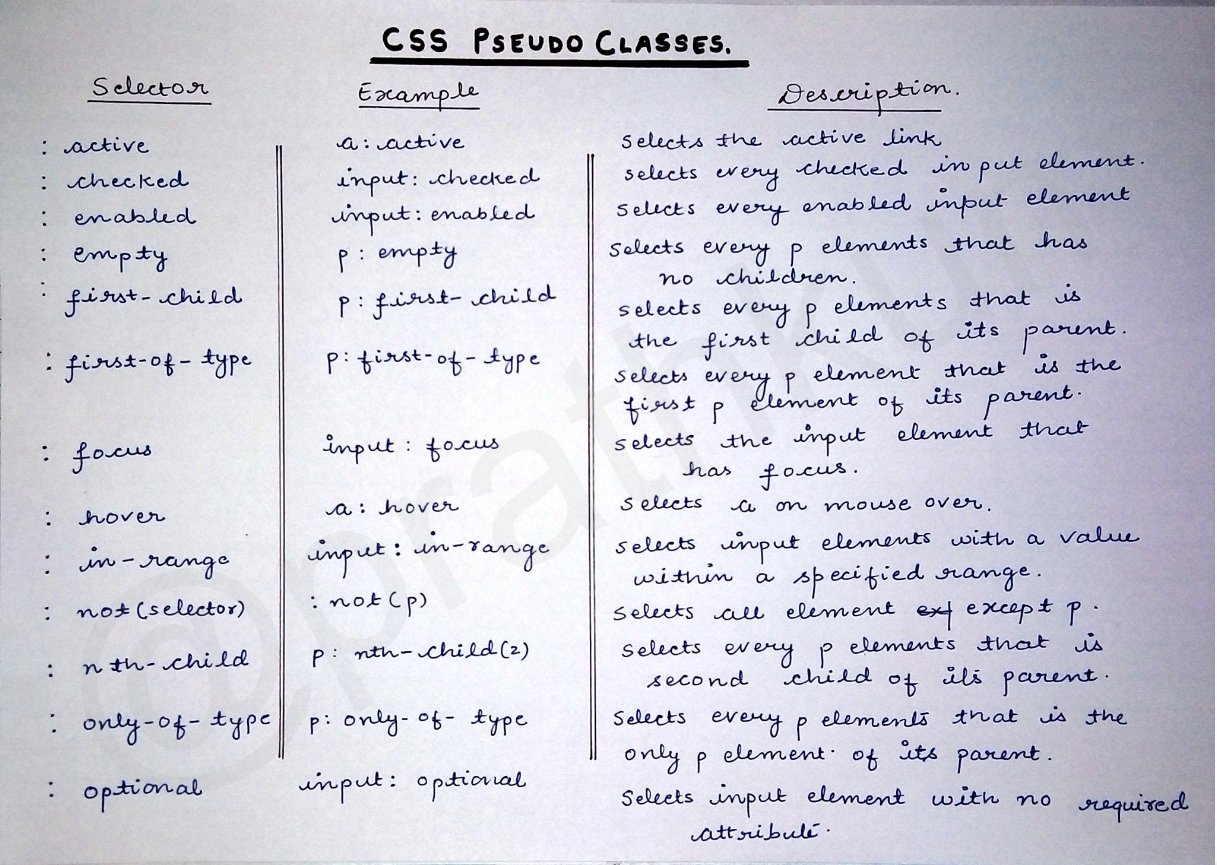 CSS PSEUDO CLASSES.
Selector Example Description.
: active a: active selects the active link
: checked input: checked selects every checked in put element.
: enabled input: enabled selects every enabled input element
: empty p: empty selects every p elements that has
no children.
: first-child p: first-child selects every p elements that is
the first child of its parent.
: first-of-type p: first-of-type selects every p element that is the
first p element of its parent.
: focus input: focus selects the input element that
has focus.
: hover a: hover selects a on mouse over.
: in-range input: in-range selects input elements with a value
within a specified range.
: not(selector) : not(p) selects all element except p.
: nth-child p: nth-child(2) selects every p elements that is
second child of its parent.
: only-of-type p: only-of-type selects every p elements that is the
only p element. of its parent.
: optional input: optional selects input element with no required
attribute.